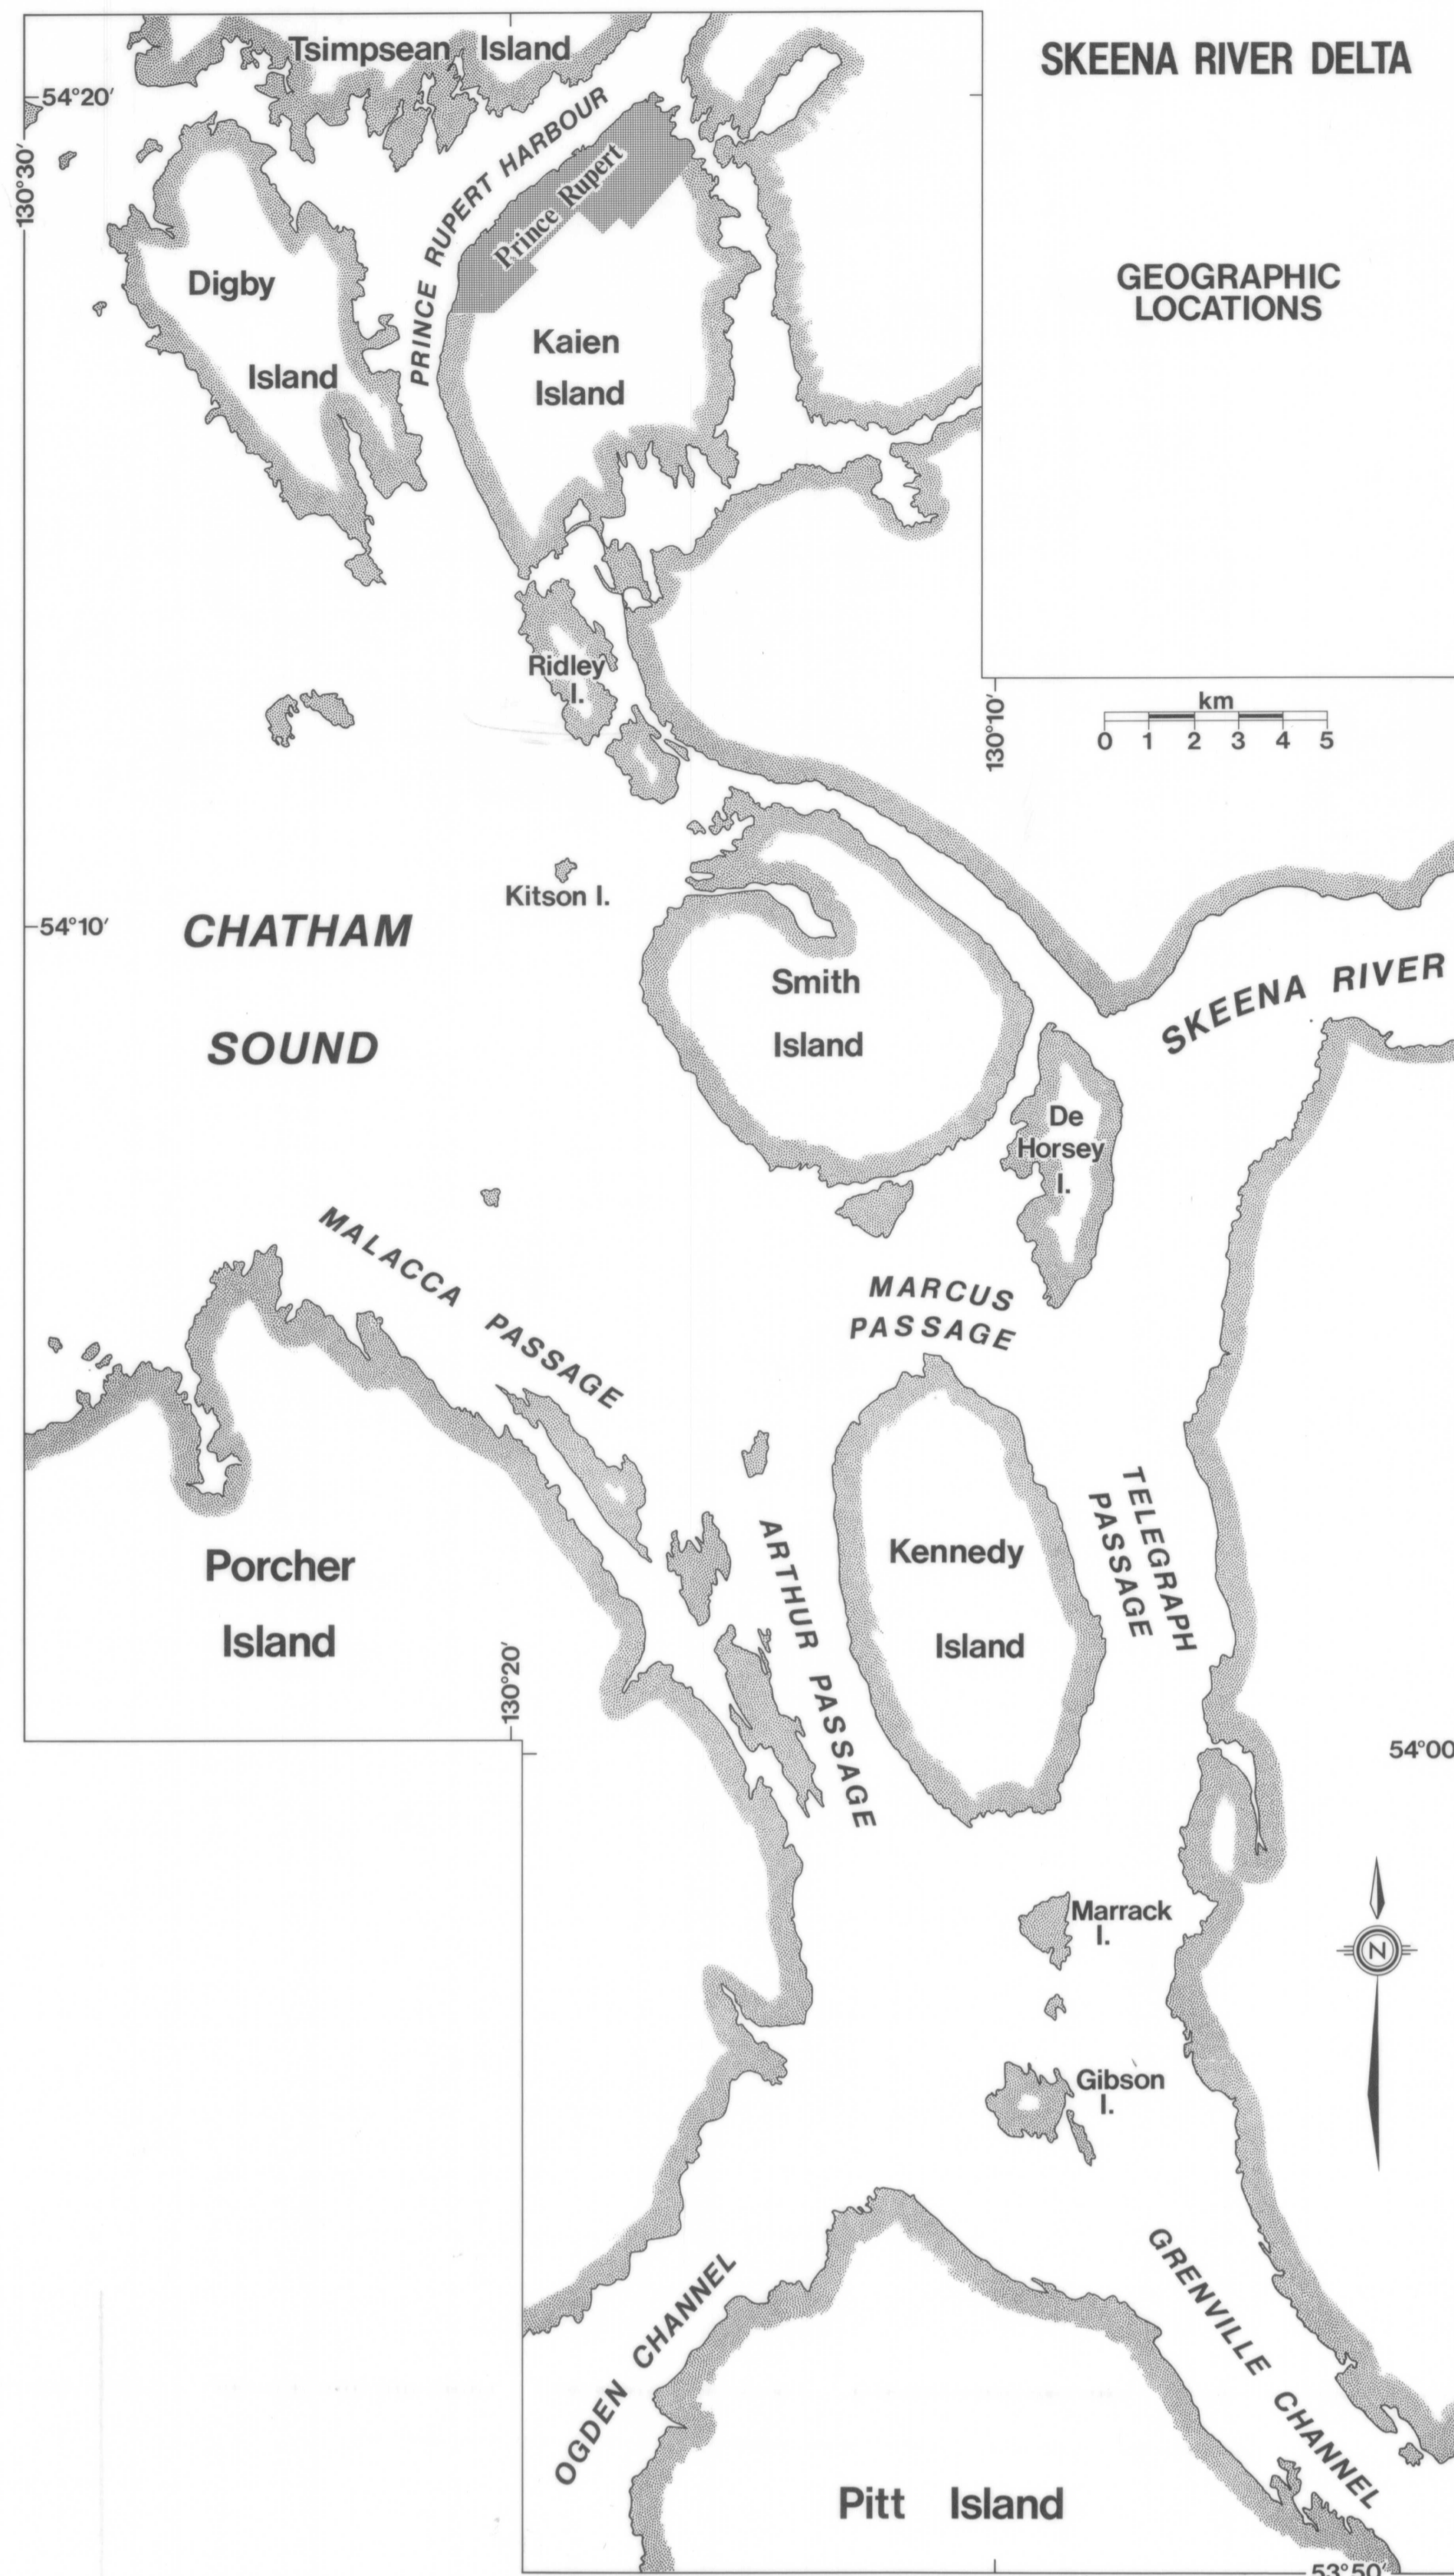 SKEENA RIVER DELTA
GEOGRAPHIC
LOCATIONS
Tsimpsean Island
54°20′
130°30′
PRINCE RUPERT HARBOUR
Prince Rupert
Digby
Island
Kaien
Island
Ridley
I.
130°10′
km
0 1 2 3 4 5
Kitson I.
54°10′
CHATHAM
SOUND
Smith
Island
SKEENA RIVER
De
Horsey
I.
MALACCA PASSAGE
MARCUS
PASSAGE
Porcher
Island
130°20′
ARTHUR PASSAGE
Kennedy
Island
TELEGRAPH
PASSAGE
54°00
Marrack
I.
N
Gibson
I.
OGDEN CHANNEL
GRENVILLE CHANNEL
Pitt Island
53°50′